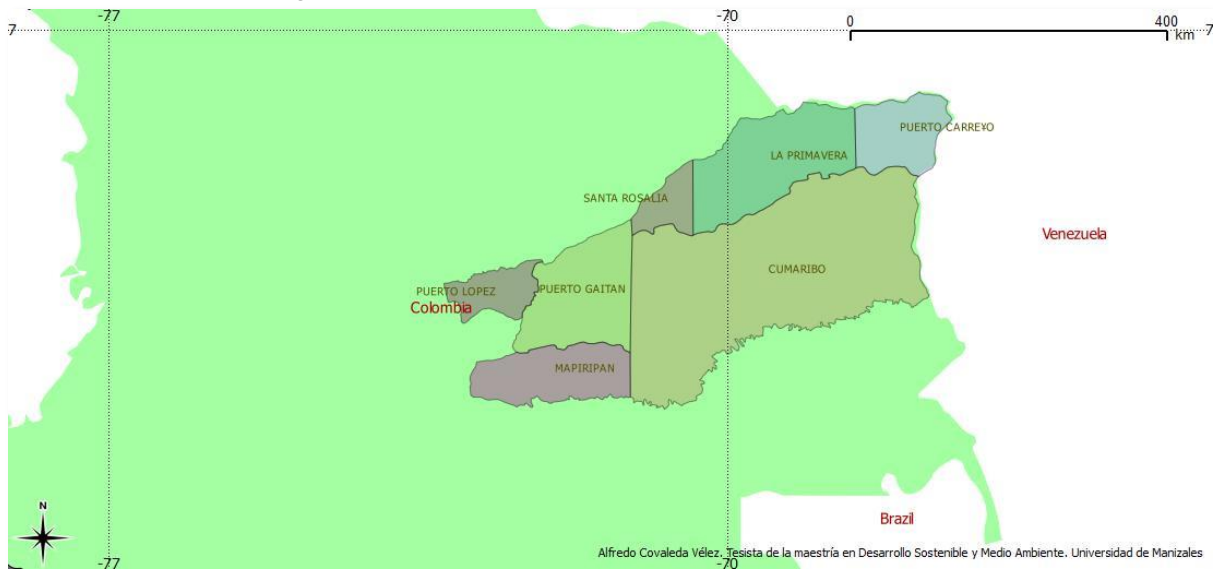 -77
-70
0
400
7
7
km
PUERTO CARRE¥O
LA PRIMAVERA
SANTA ROSALIA
Venezuela
CUMARIBO
PUERTO LOPEZ
PUERTO GAITAN
Colombia
MAPIRIPAN
N
Brazil
Alfredo Covaleda Vélez. Tesista de la maestría en Desarrollo Sostenible y Medio Ambiente. Universidad de Manizales
-77
-70